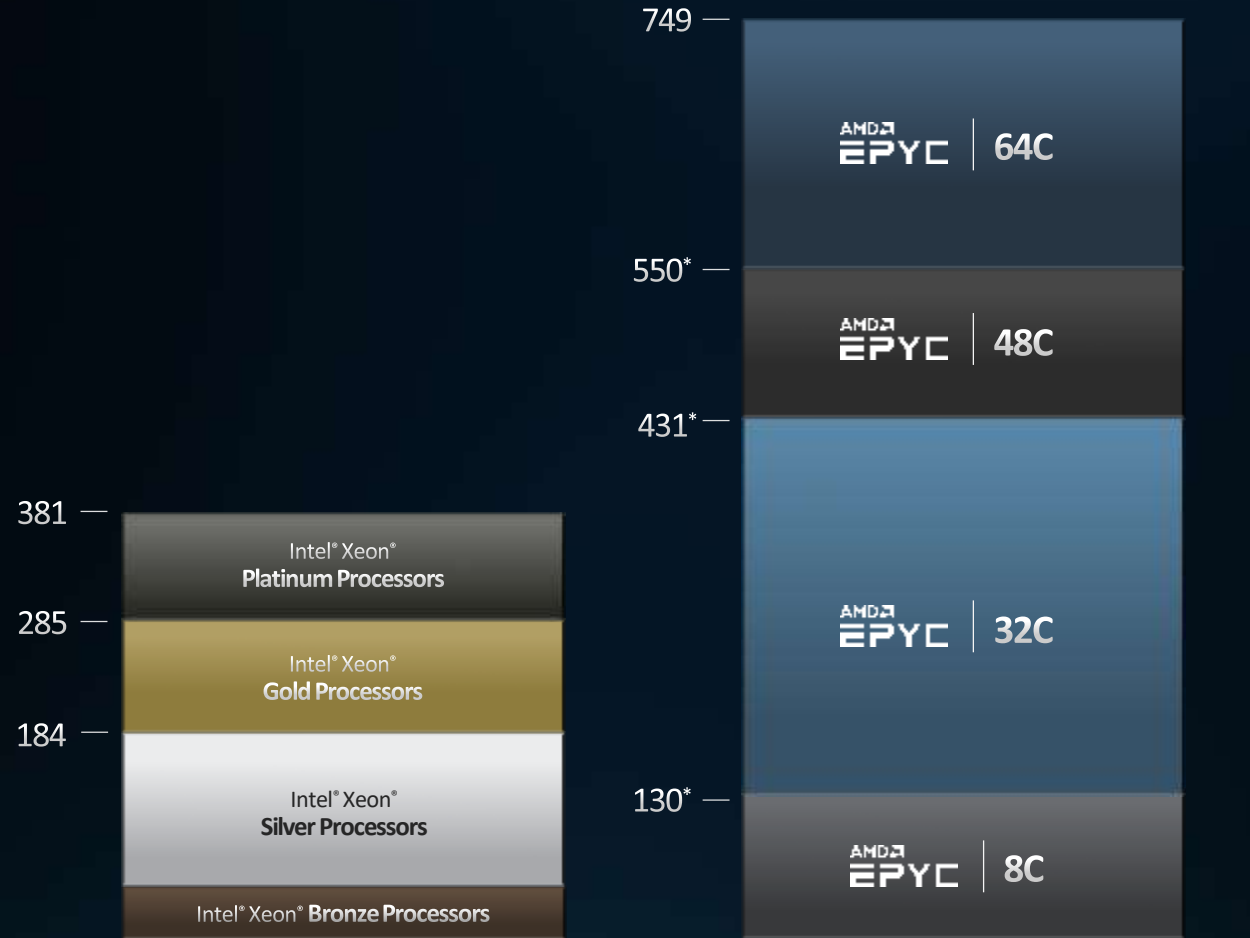 749
AMD
EPYC | 64C
550*
AMD
EPYC | 48C
431*
AMD
EPYC | 32C
130*
AMD
EPYC | 8C
381
Intel® Xeon®
Platinum Processors
285
Intel® Xeon®
Gold Processors
184
Intel® Xeon®
Silver Processors
Intel® Xeon® Bronze Processors